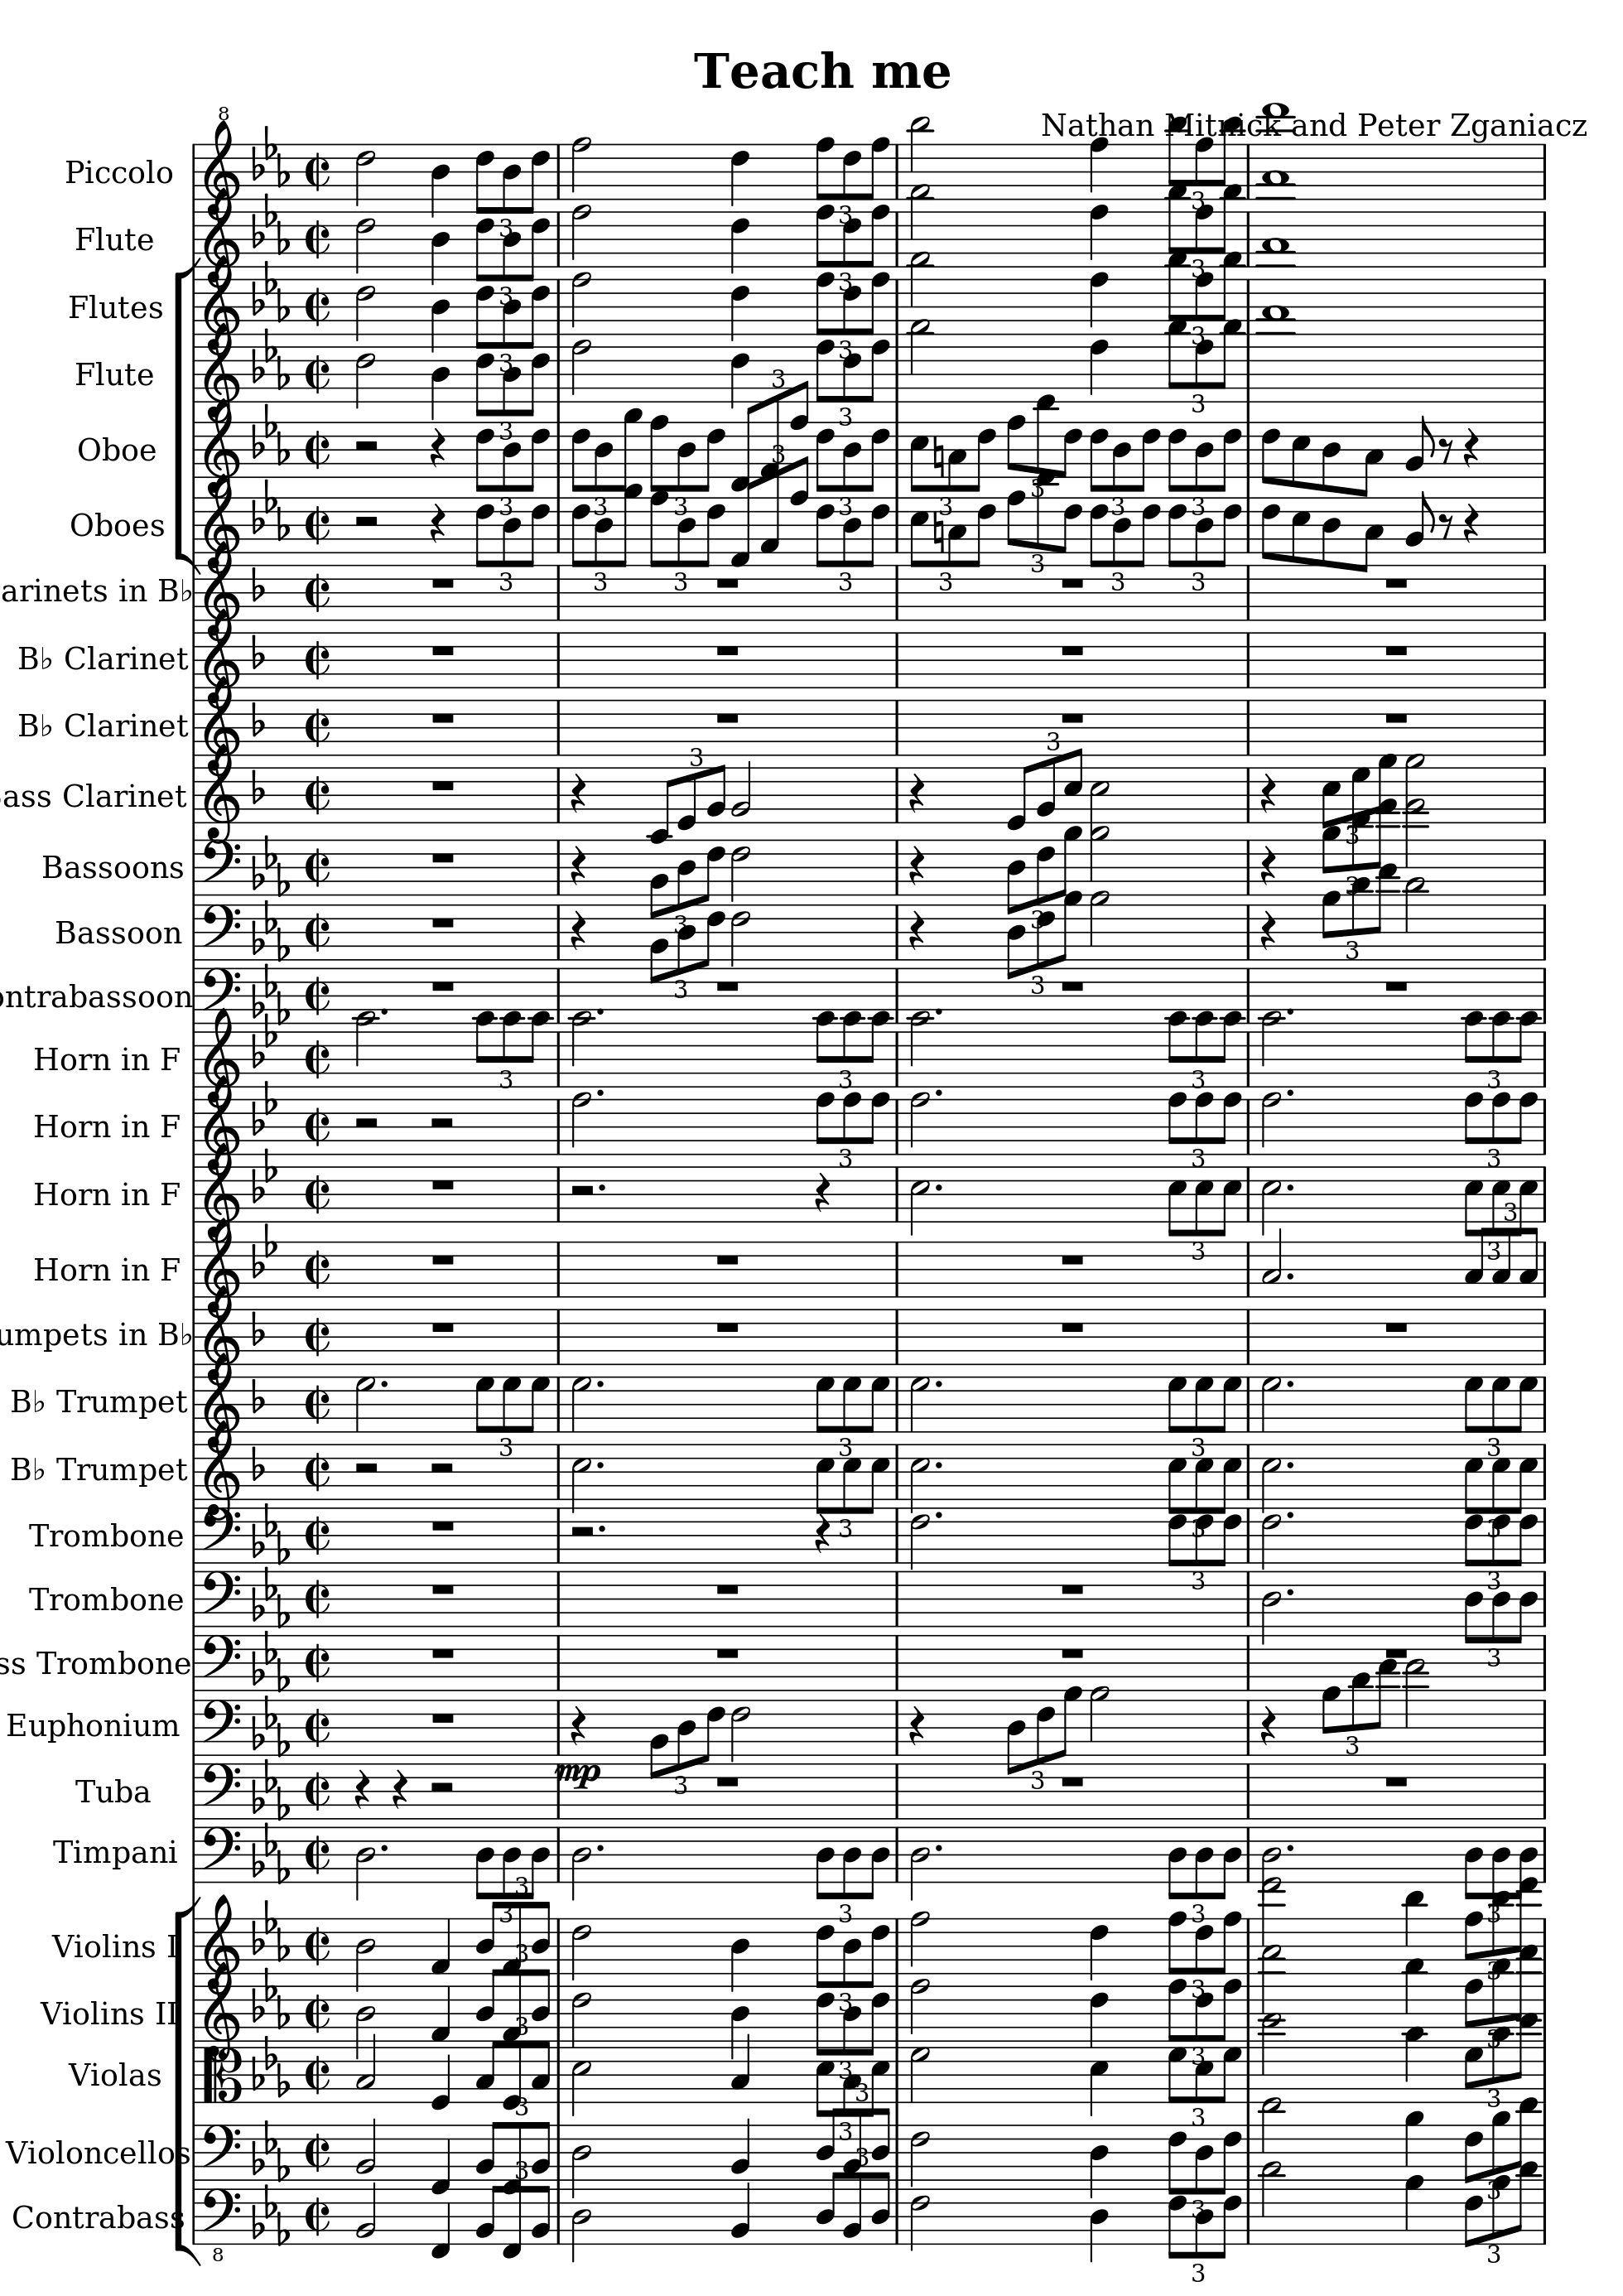 Teach me
Nathan Mitnick and Peter Zganiacz
Piccolo
Flute
Flutes
Flute
Oboe
Oboes
arinets in B♭
B♭ Clarinet
B♭ Clarinet
ass Clarinet
Bassoons
Bassoon
ontrabassoon
Horn in F
Horn in F
Horn in F
Horn in F
umpets in B♭
B♭ Trumpet
B♭ Trumpet
Trombone
Trombone
ss Trombone
Euphonium
mp
Tuba
Timpani
Violins I
Violins II
Violas
Violoncellos
Contrabass